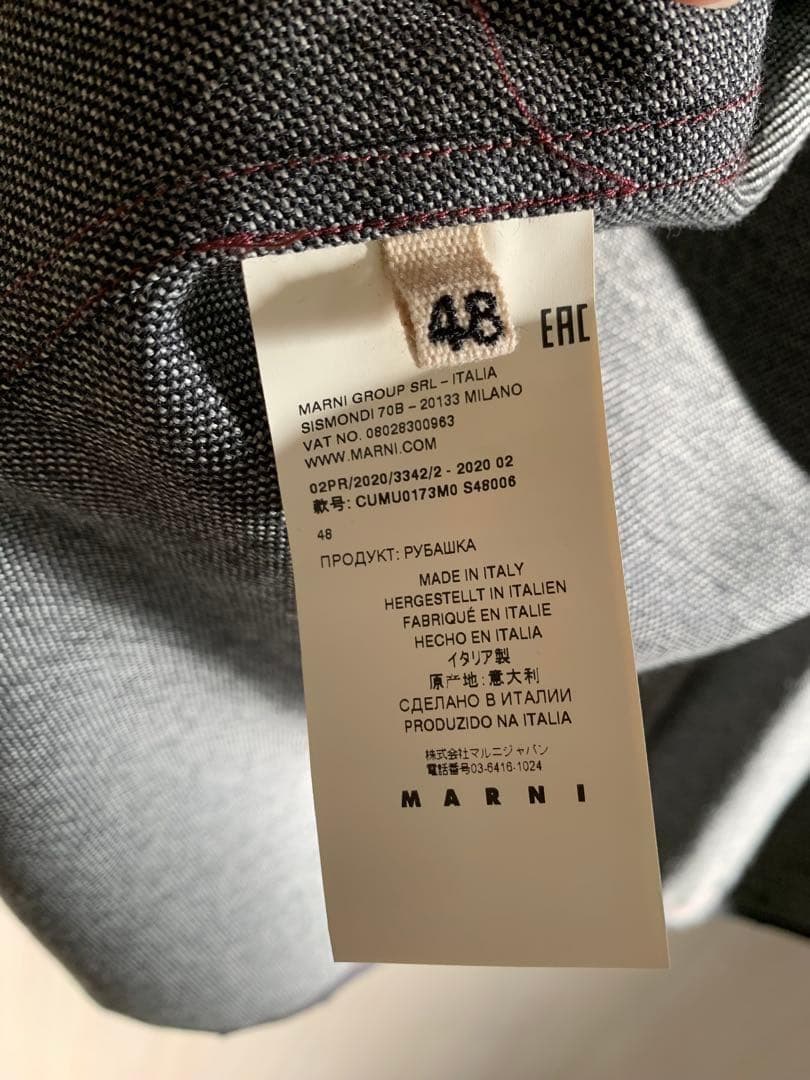 48
EAC
MARNI GROUP SRL – ITALIA
SISMONDI 70B – 20133 MILANO
VAT NO. 08028300963
WWW.MARNI.COM
02PR/2020/3342/2 - 2020 02
款号: CUMU0173M0 S48006
48
ПРОДУКТ: РУБАШКА
MADE IN ITALY
HERGESTELLT IN ITALIEN
FABRIQUÉ EN ITALIE
HECHO EN ITALIA
イタリア製
原产地: 意大利
СДЕЛАНО В ИТАЛИИ
PRODUZIDO NA ITALIA
株式会社マルニジャパン
電話番号03-6416-1024
MARNI